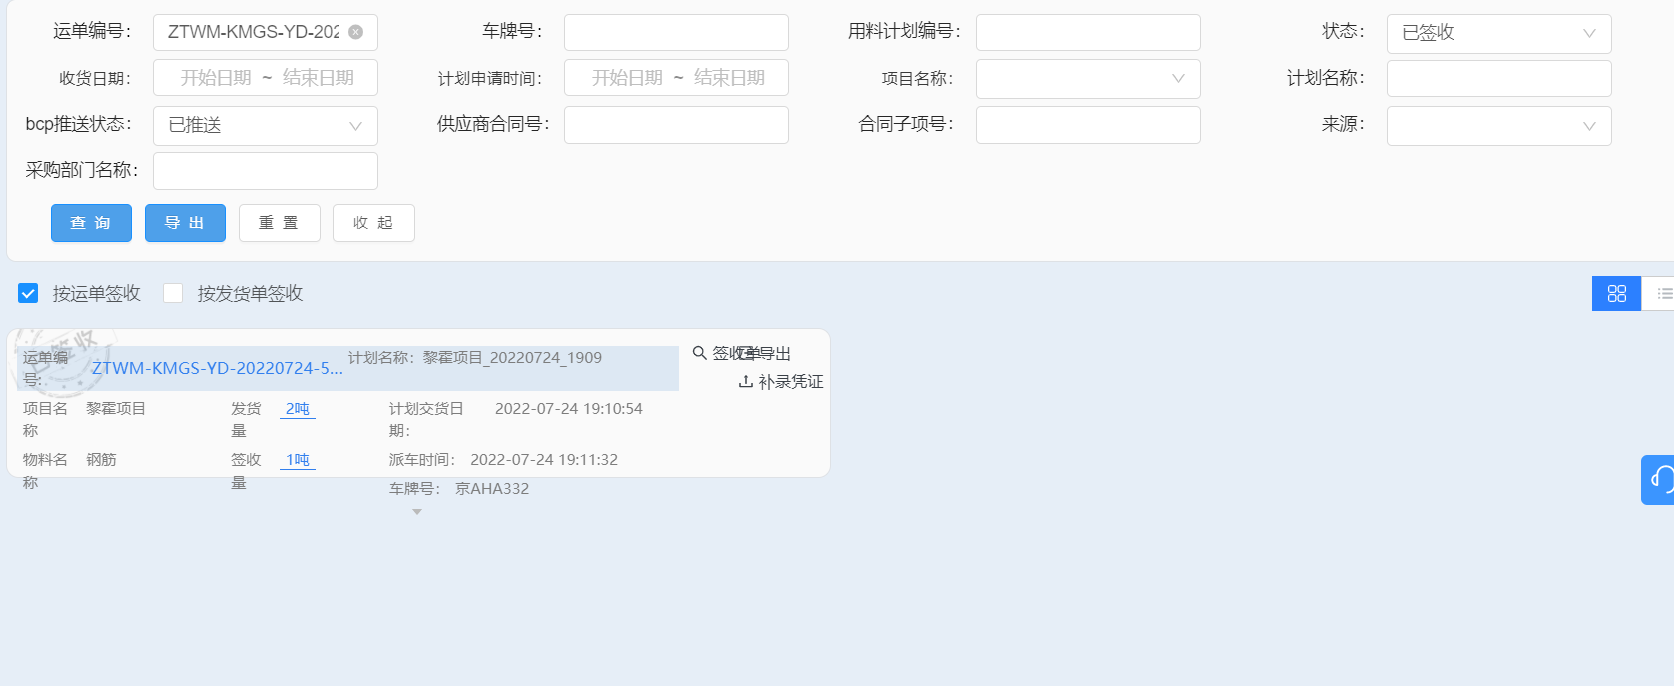 运单编号： ZTWM-KMGS-YD-202 车牌号： 用料计划编号： 状态： 已签收
收货日期： 开始日期 ~ 结束日期 计划申请时间： 开始日期 ~ 结束日期 项目名称： 计划名称：
bcp推送状态： 已推送 供应商合同号： 合同子项号： 来源：
采购部门名称：
查 询 导 出 重 置 收 起
按运单签收 按发货单签收
已签收
运单编号： ZTWM-KMGS-YD-20220724-5... 计划名称：黎霍项目_20220724_1909
签收单导出
补录凭证
项目名称 黎霍项目 发货量 2吨 计划交货日期： 2022-07-24 19:10:54
物料名称 钢筋 签收量 1吨 派车时间： 2022-07-24 19:11:32
车牌号： 京AHA332